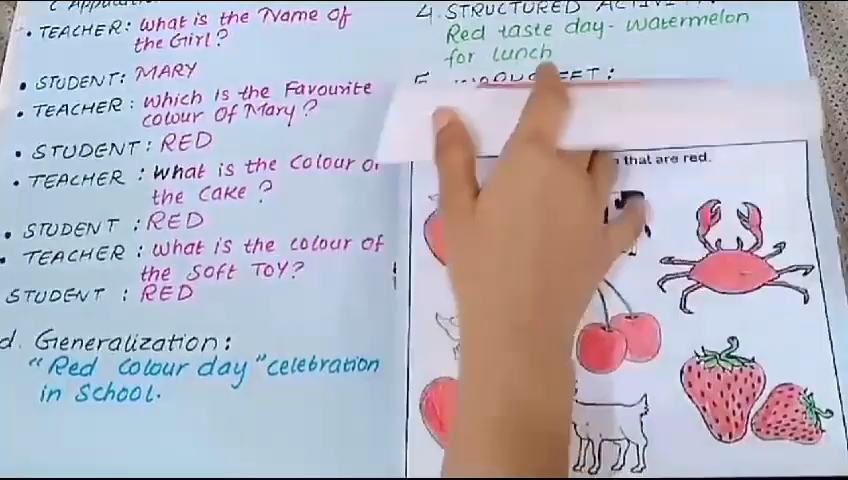 TEACHER: What is the Name of
the Girl?
STUDENT: MARY
TEACHER: Which is the Favourite
colour of Mary?
STUDENT: RED
TEACHER: What is the Colour of
the Cake?
STUDENT: RED
TEACHER: What is the colour of
the SOFT TOY?
STUDENT: RED
d. Generalization:
"Red Colour day" celebration
in School.
4. STRUCTURED
Red taste day- watermelon
for lunch
5.
that are red.